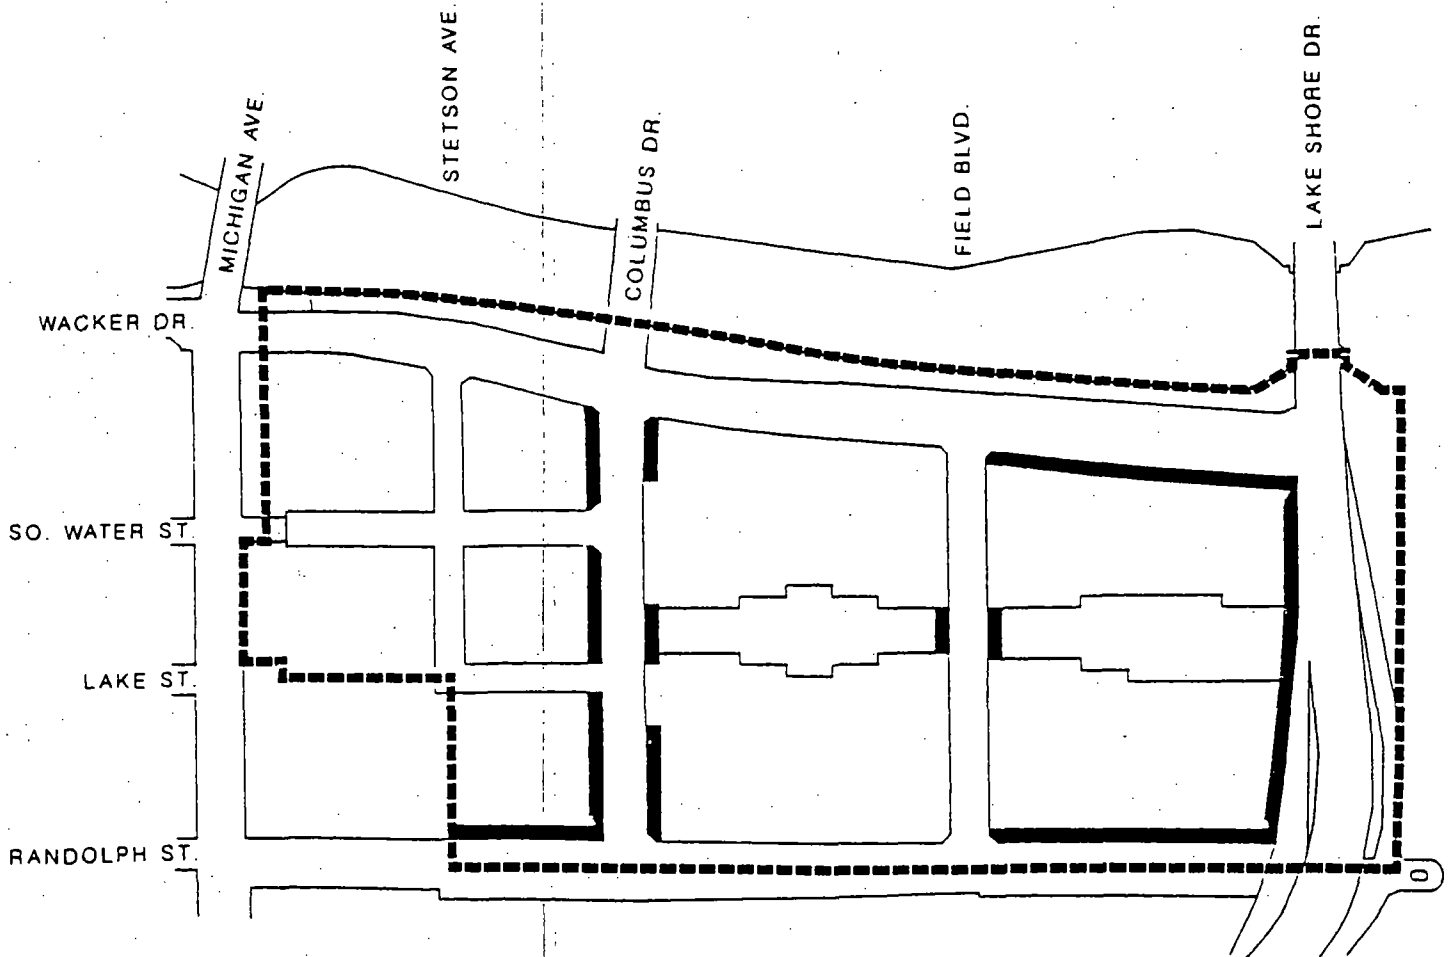 STETSON AVE.
LAKE SHORE DR.
MICHIGAN AVE.
COLUMBUS DR.
FIELD BLVD.
WACKER DR.
SO. WATER ST.
LAKE ST.
RANDOLPH ST.